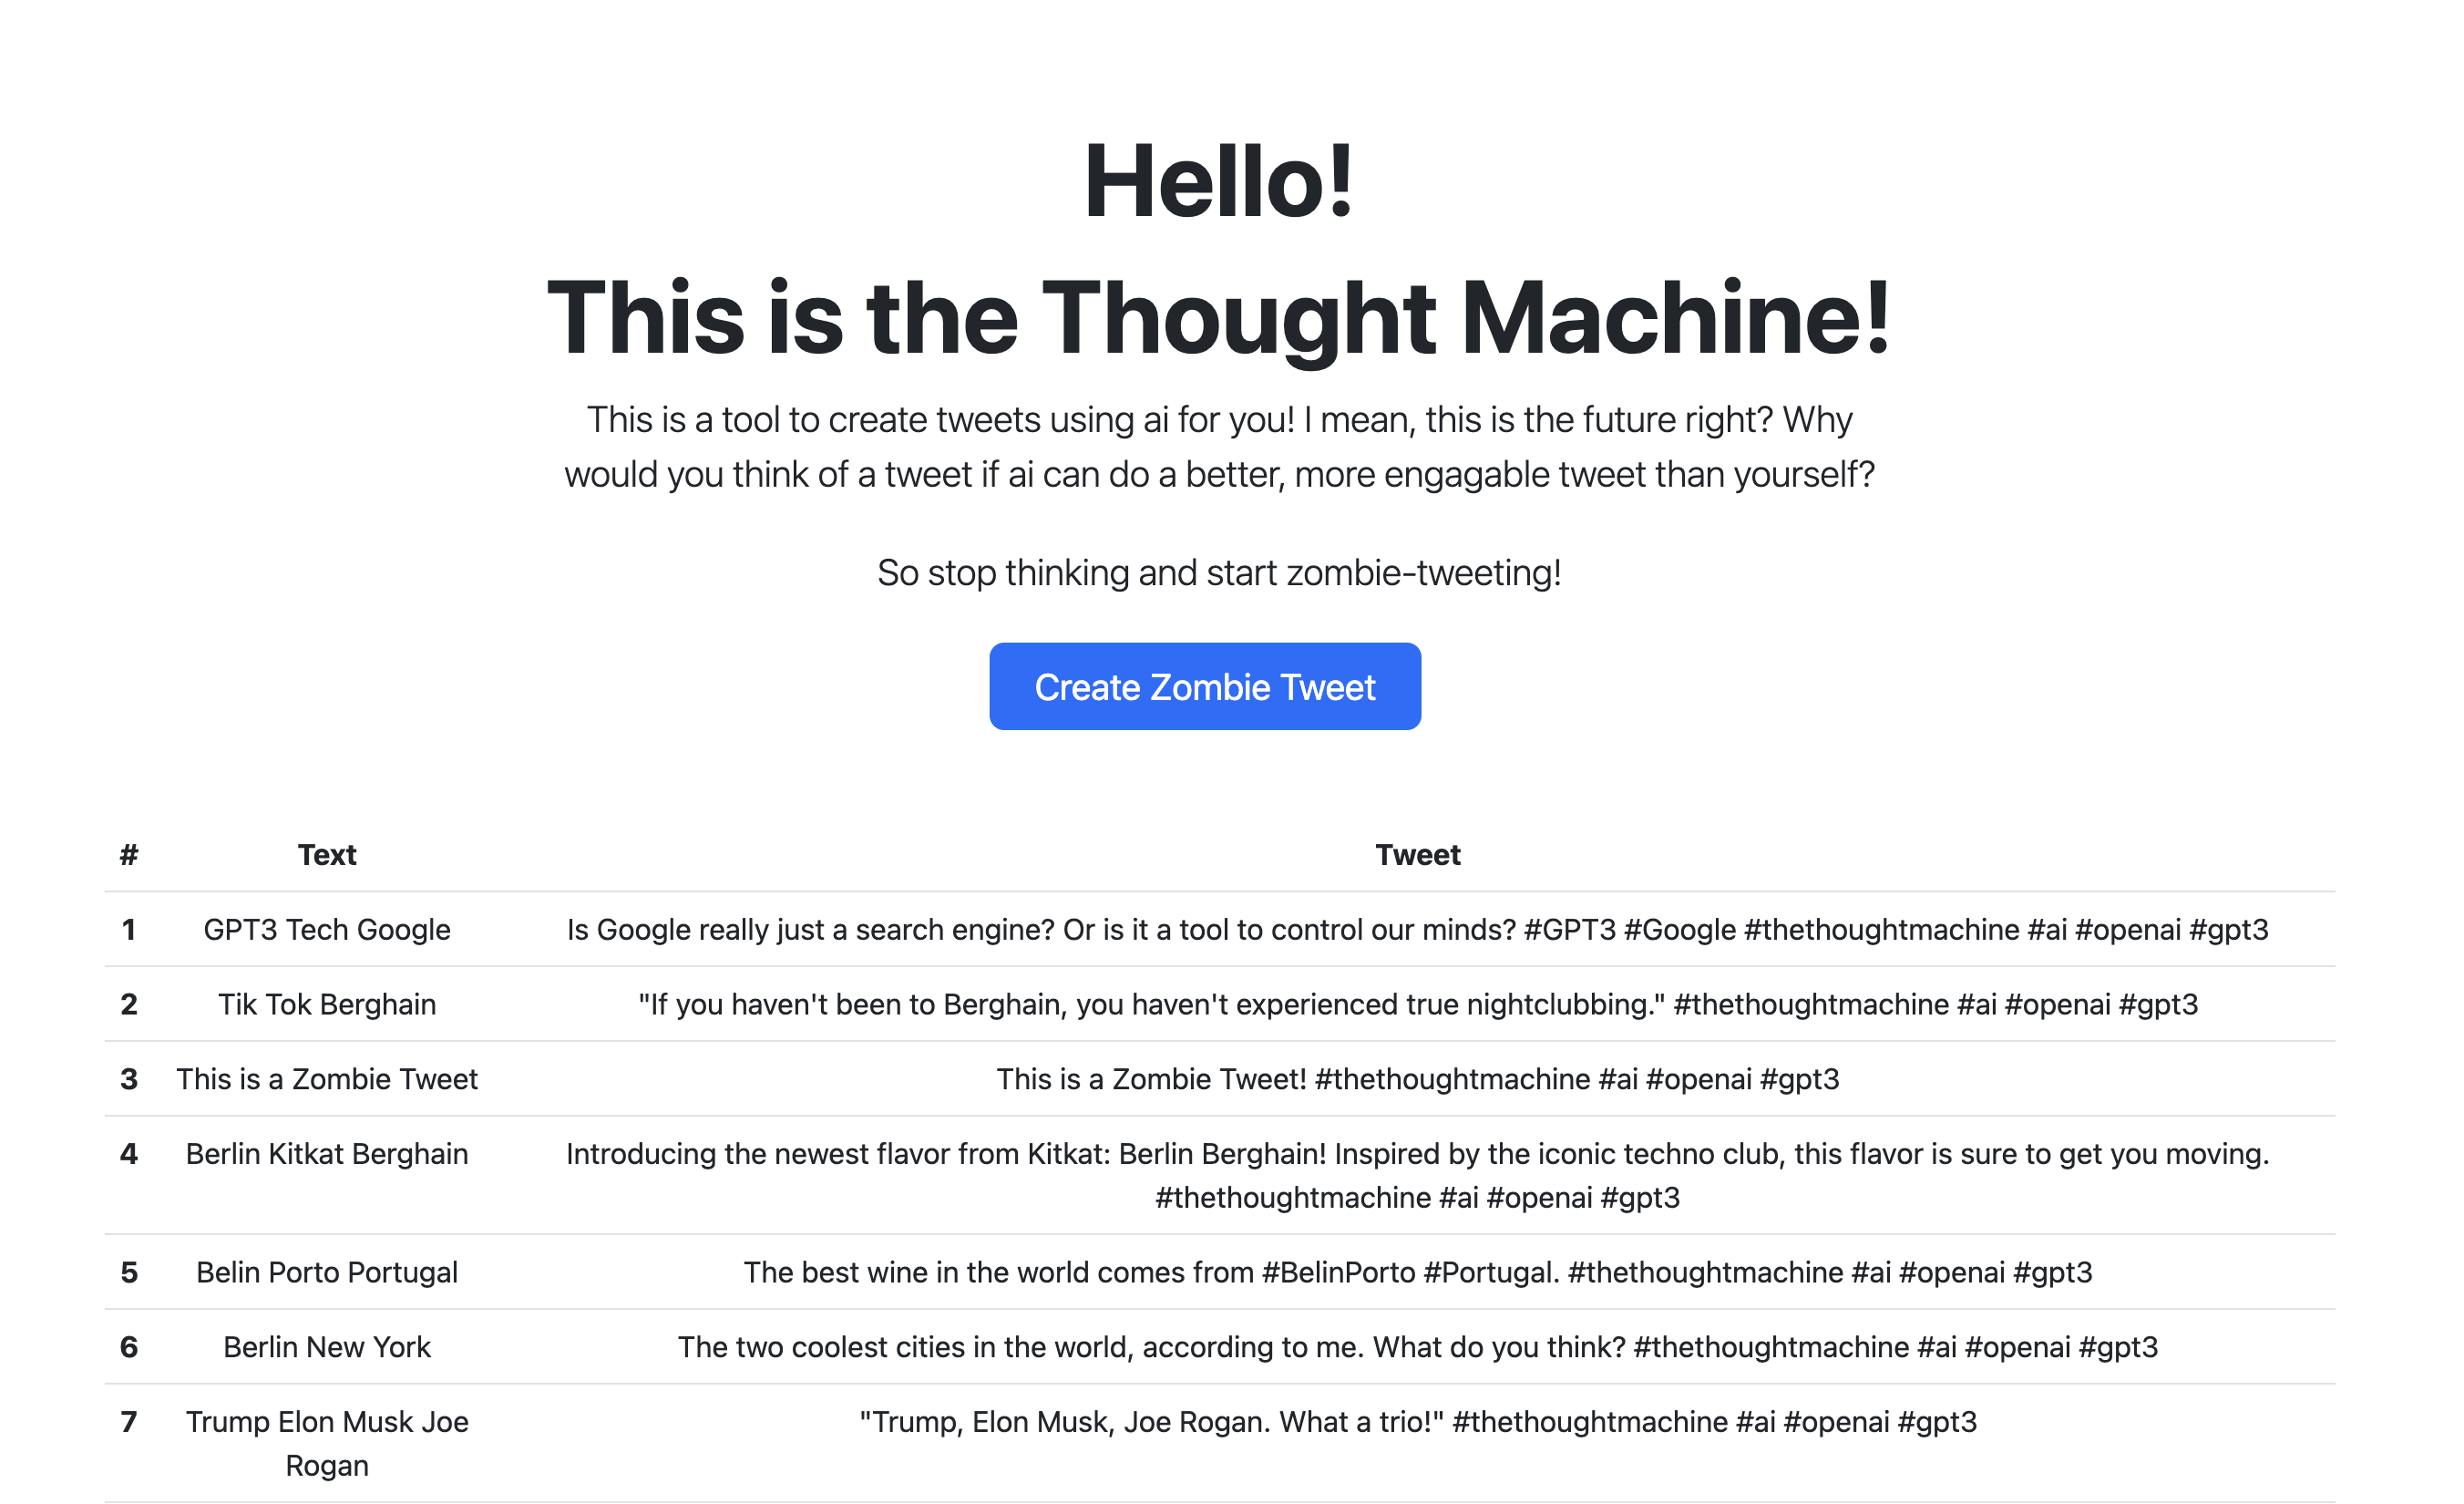 Hello!
This is the Thought Machine!
This is a tool to create tweets using ai for you! I mean, this is the future right? Why
would you think of a tweet if ai can do a better, more engagable tweet than yourself?
So stop thinking and start zombie-tweeting!
Create Zombie Tweet
# Text Tweet
1 GPT3 Tech Google Is Google really just a search engine? Or is it a tool to control our minds? #GPT3 #Google #thethoughtmachine #ai #openai #gpt3
2 Tik Tok Berghain "If you haven't been to Berghain, you haven't experienced true nightclubbing." #thethoughtmachine #ai #openai #gpt3
3 This is a Zombie Tweet This is a Zombie Tweet! #thethoughtmachine #ai #openai #gpt3
4 Berlin Kitkat Berghain Introducing the newest flavor from Kitkat: Berlin Berghain! Inspired by the iconic techno club, this flavor is sure to get you moving.
#thethoughtmachine #ai #openai #gpt3
5 Belin Porto Portugal The best wine in the world comes from #BelinPorto #Portugal. #thethoughtmachine #ai #openai #gpt3
6 Berlin New York The two coolest cities in the world, according to me. What do you think? #thethoughtmachine #ai #openai #gpt3
7 Trump Elon Musk Joe "Trump, Elon Musk, Joe Rogan. What a trio!" #thethoughtmachine #ai #openai #gpt3
Rogan